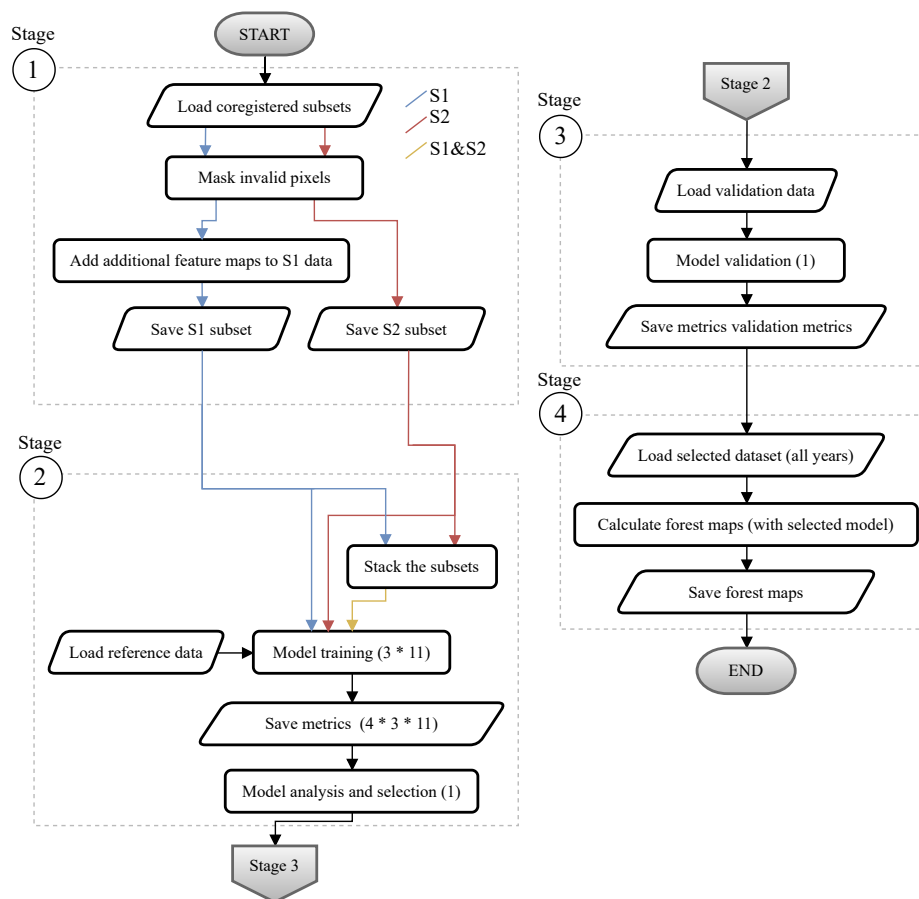 Stage
1
START
Load coregistered subsets
S1
S2
S1&S2
Mask invalid pixels
Add additional feature maps to S1 data
Save S1 subset
Save S2 subset
Stage
2
Stack the subsets
Load reference data
Model training (3 * 11)
Save metrics (4 * 3 * 11)
Model analysis and selection (1)
Stage 3
Stage 2
Stage
3
Load validation data
Model validation (1)
Save metrics validation metrics
Stage
4
Load selected dataset (all years)
Calculate forest maps (with selected model)
Save forest maps
END